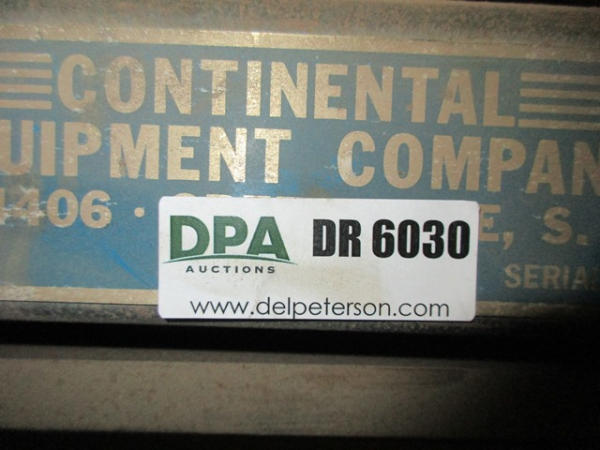 CONTINENTAL
UIPMENT COMPAN
1406 · E, S.
SERIA
DPA AUCTIONS DR 6030
www.delpeterson.com